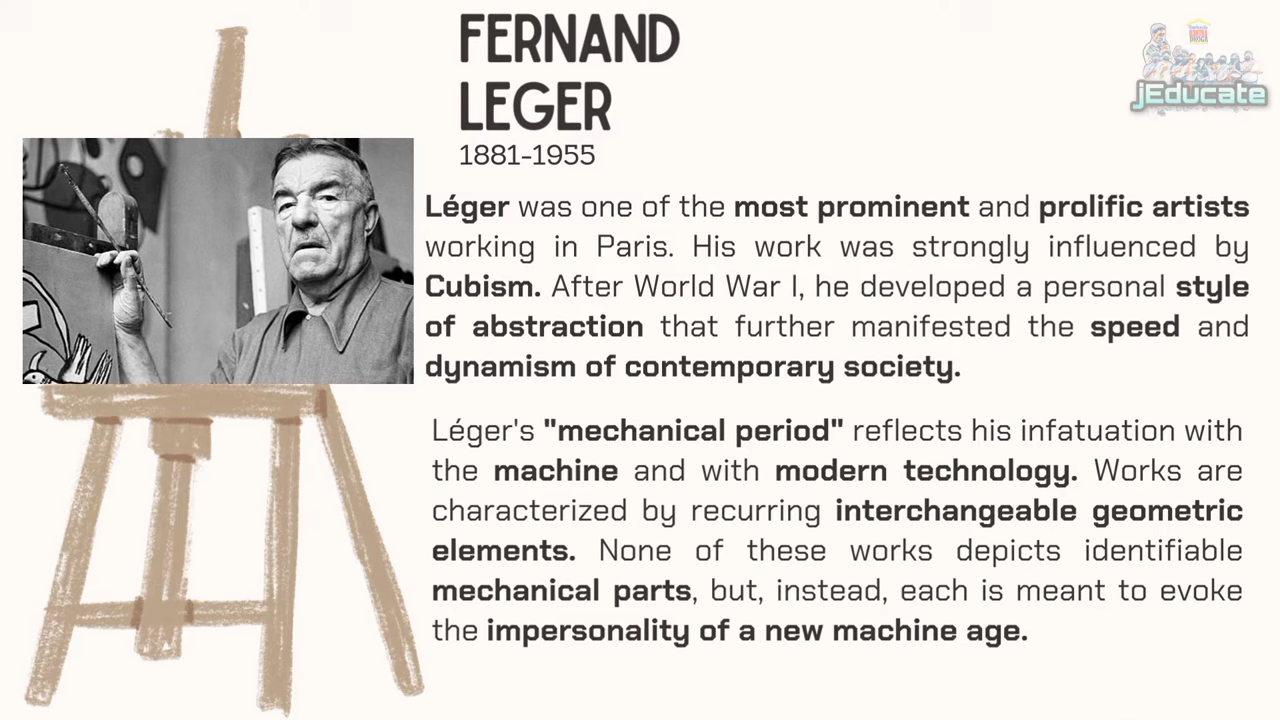 FERNAND
LEGER
1881-1955
jEducate
Léger was one of the most prominent and prolific artists
working in Paris. His work was strongly influenced by
Cubism. After World War I, he developed a personal style
of abstraction that further manifested the speed and
dynamism of contemporary society.
Léger's "mechanical period" reflects his infatuation with
the machine and with modern technology. Works are
characterized by recurring interchangeable geometric
elements. None of these works depicts identifiable
mechanical parts, but, instead, each is meant to evoke
the impersonality of a new machine age.